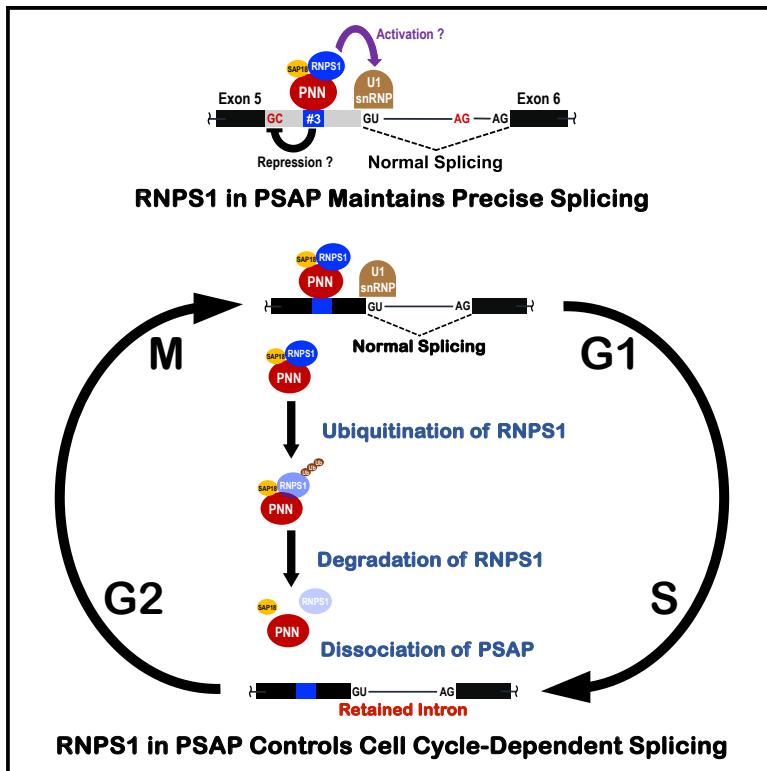 Activation ?
SAP18
RNPS1
PNN
U1
snRNP
Exon 5
Exon 6
GC
#3
GU
AG
AG
Repression ?
Normal Splicing
RNPS1 in PSAP Maintains Precise Splicing
SAP18
RNPS1
PNN
U1
snRNP
GU
AG
Normal Splicing
M
G1
SAP18
RNPS1
PNN
Ubiquitination of RNPS1
Ub
Ub
Ub
SAP18
RNPS1
PNN
Degradation of RNPS1
G2
S
SAP18
RNPS1
PNN
Dissociation of PSAP
GU
AG
Retained Intron
RNPS1 in PSAP Controls Cell Cycle-Dependent Splicing